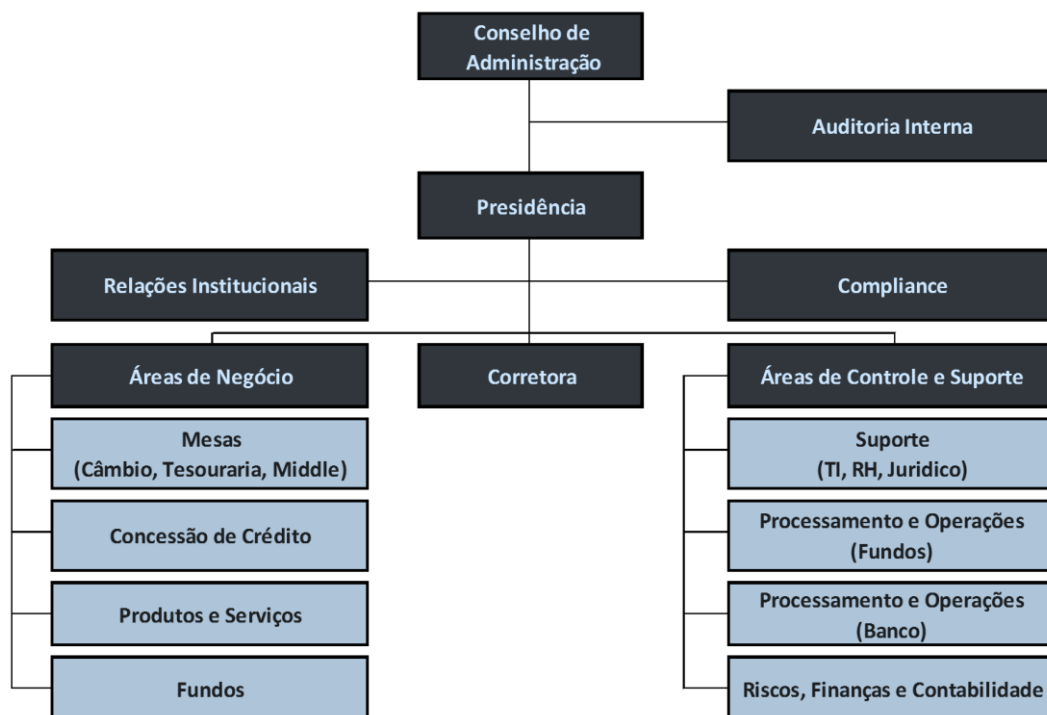 Conselho de
Administração
Auditoria Interna
Presidência
Relações Institucionais
Compliance
Áreas de Negócio
Corretora
Áreas de Controle e Suporte
Mesas
(Câmbio, Tesouraria, Middle)
Suporte
(TI, RH, Juridico)
Concessão de Crédito
Processamento e Operações
(Fundos)
Produtos e Serviços
Processamento e Operações
(Banco)
Fundos
Riscos, Finanças e Contabilidade